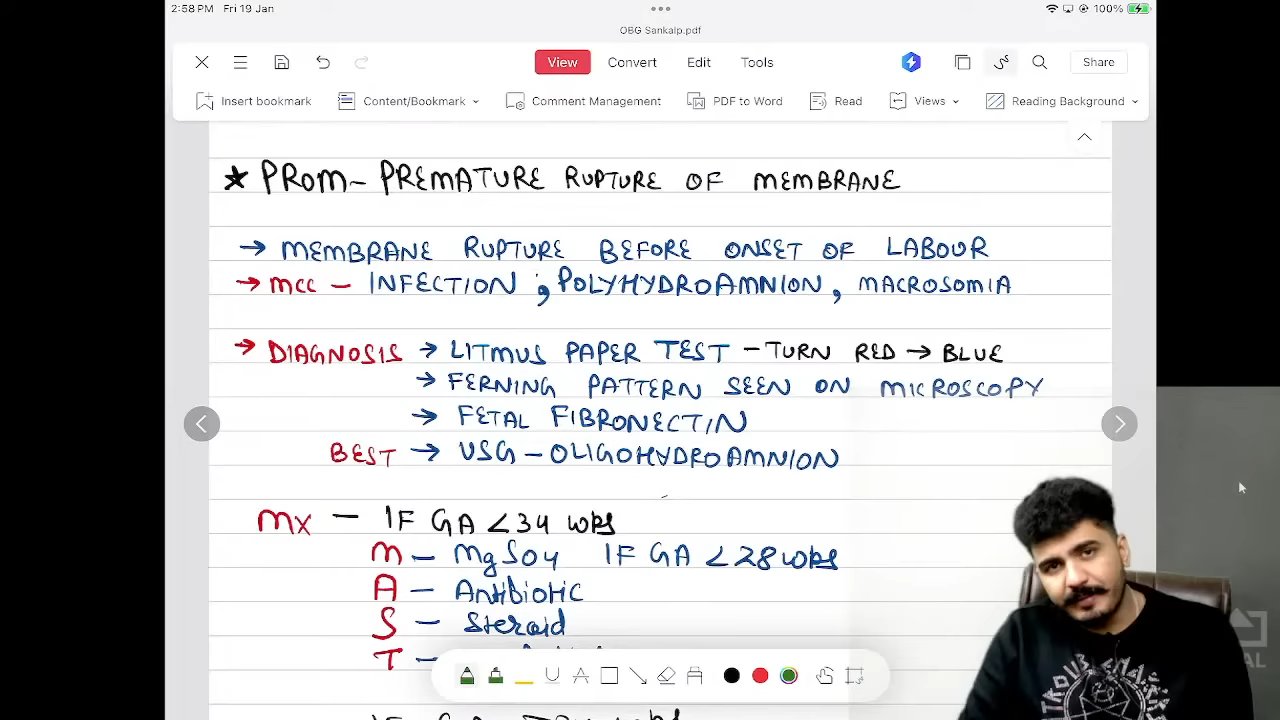 2:58 PM Fri 19 Jan
100%
OBG Sankalp.pdf
View Convert Edit Tools Share
Insert bookmark Content/Bookmark Comment Management PDF to Word Read Views Reading Background
★ PROM- PREMATURE RUPTURE OF MEMBRANE
→ MEMBRANE RUPTURE BEFORE ONSET OF LABOUR
→ MCC - INFECTION ; POLYHYDROAMNION , MACROSOMIA
→ DIAGNOSIS → LITMUS PAPER TEST - TURN RED → BLUE
→ FERNING PATTERN SEEN ON MICROSCOPY
→ FETAL FIBRONECTIN
BEST → USG - OLIGOHYDROAMNION
Mx - IF GA < 34 wks
M - MgSO4 IF GA < 28 wks
A - Antibiotic
S - Steroid
T -
IF GA